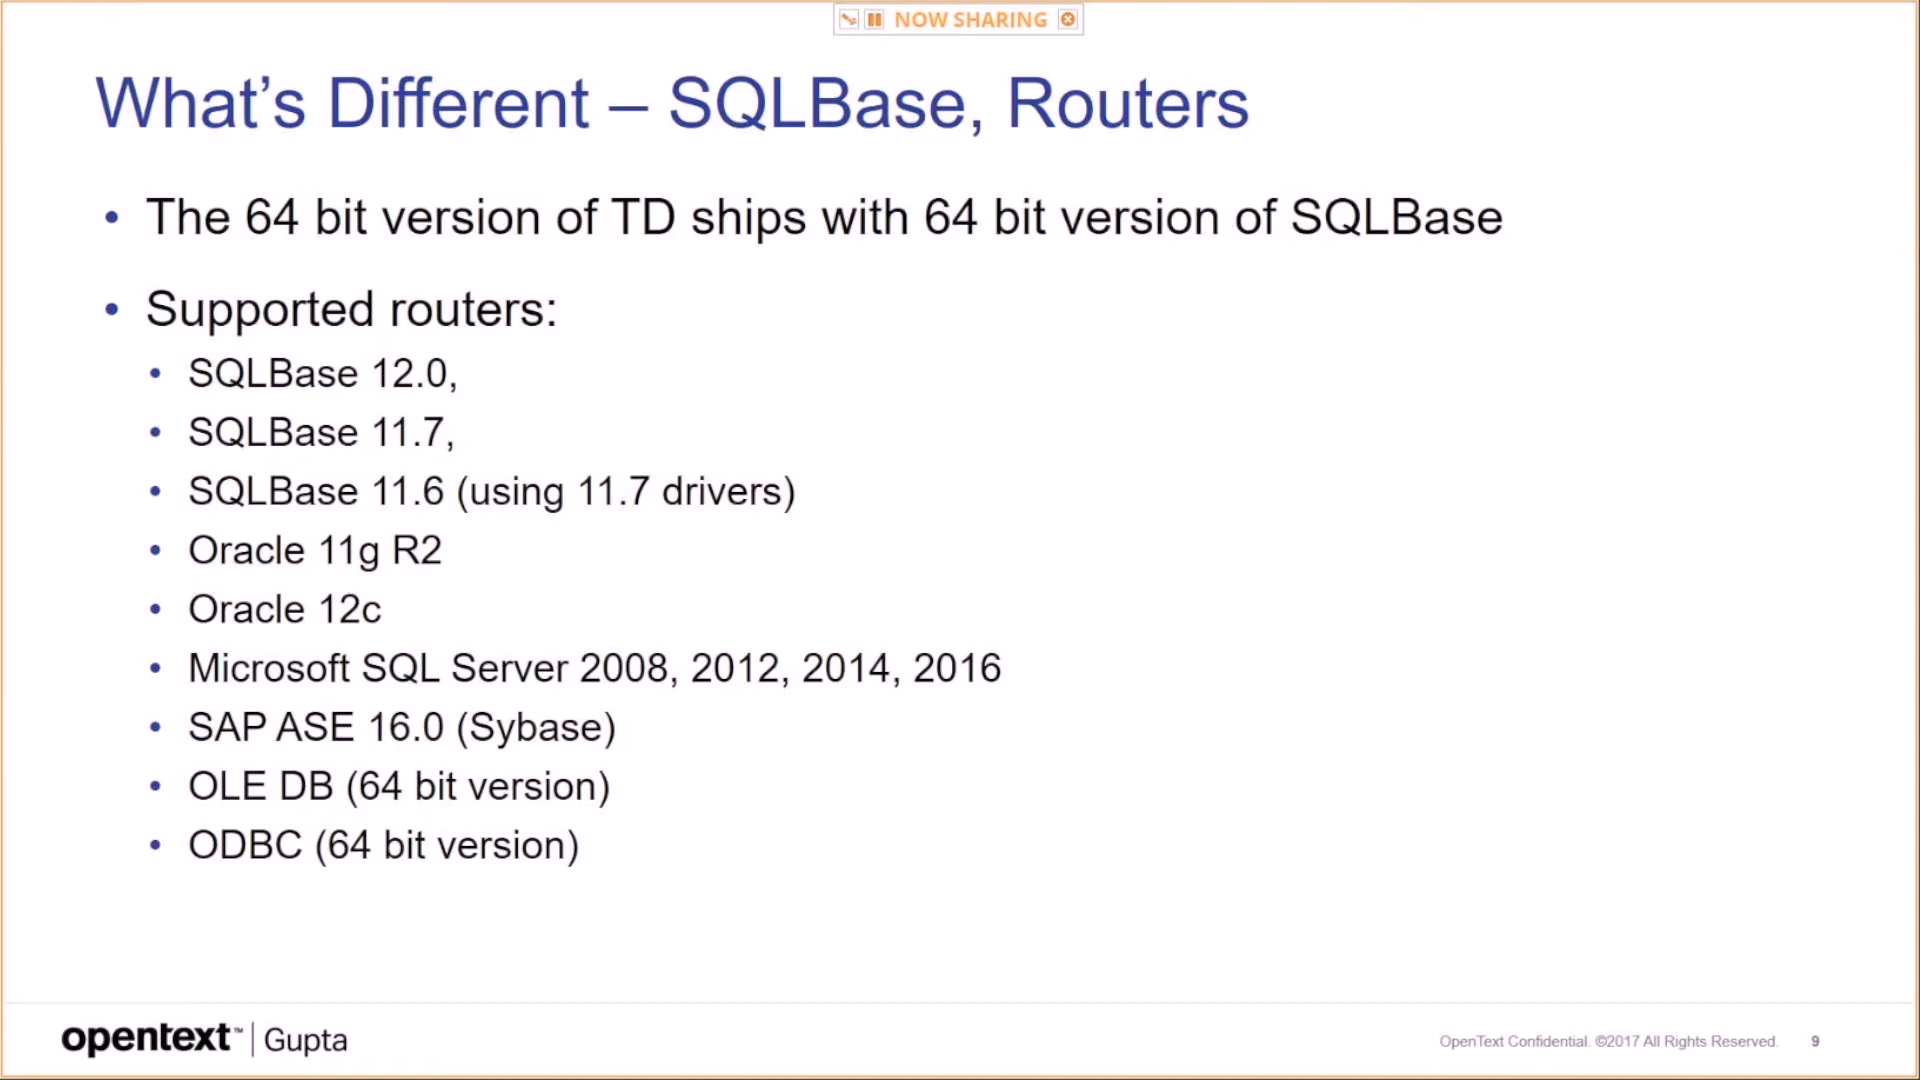 NOW SHARING
What’s Different – SQLBase, Routers
• The 64 bit version of TD ships with 64 bit version of SQLBase
• Supported routers:
• SQLBase 12.0,
• SQLBase 11.7,
• SQLBase 11.6 (using 11.7 drivers)
• Oracle 11g R2
• Oracle 12c
• Microsoft SQL Server 2008, 2012, 2014, 2016
• SAP ASE 16.0 (Sybase)
• OLE DB (64 bit version)
• ODBC (64 bit version)
opentext™ | Gupta
OpenText Confidential. ©2017 All Rights Reserved. 9